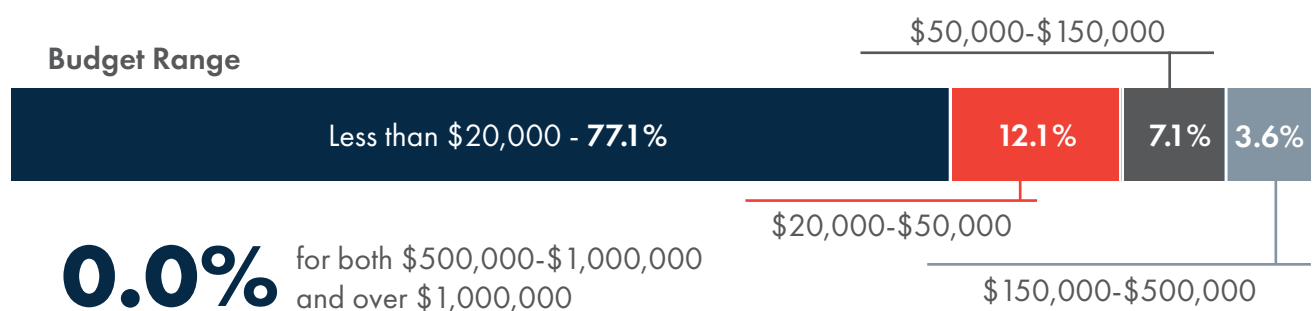 $50,000-$150,000
Budget Range
Less than $20,000 - 77.1%
12.1%
7.1%
3.6%
$20,000-$50,000
0.0%
for both $500,000-$1,000,000
and over $1,000,000
$150,000-$500,000